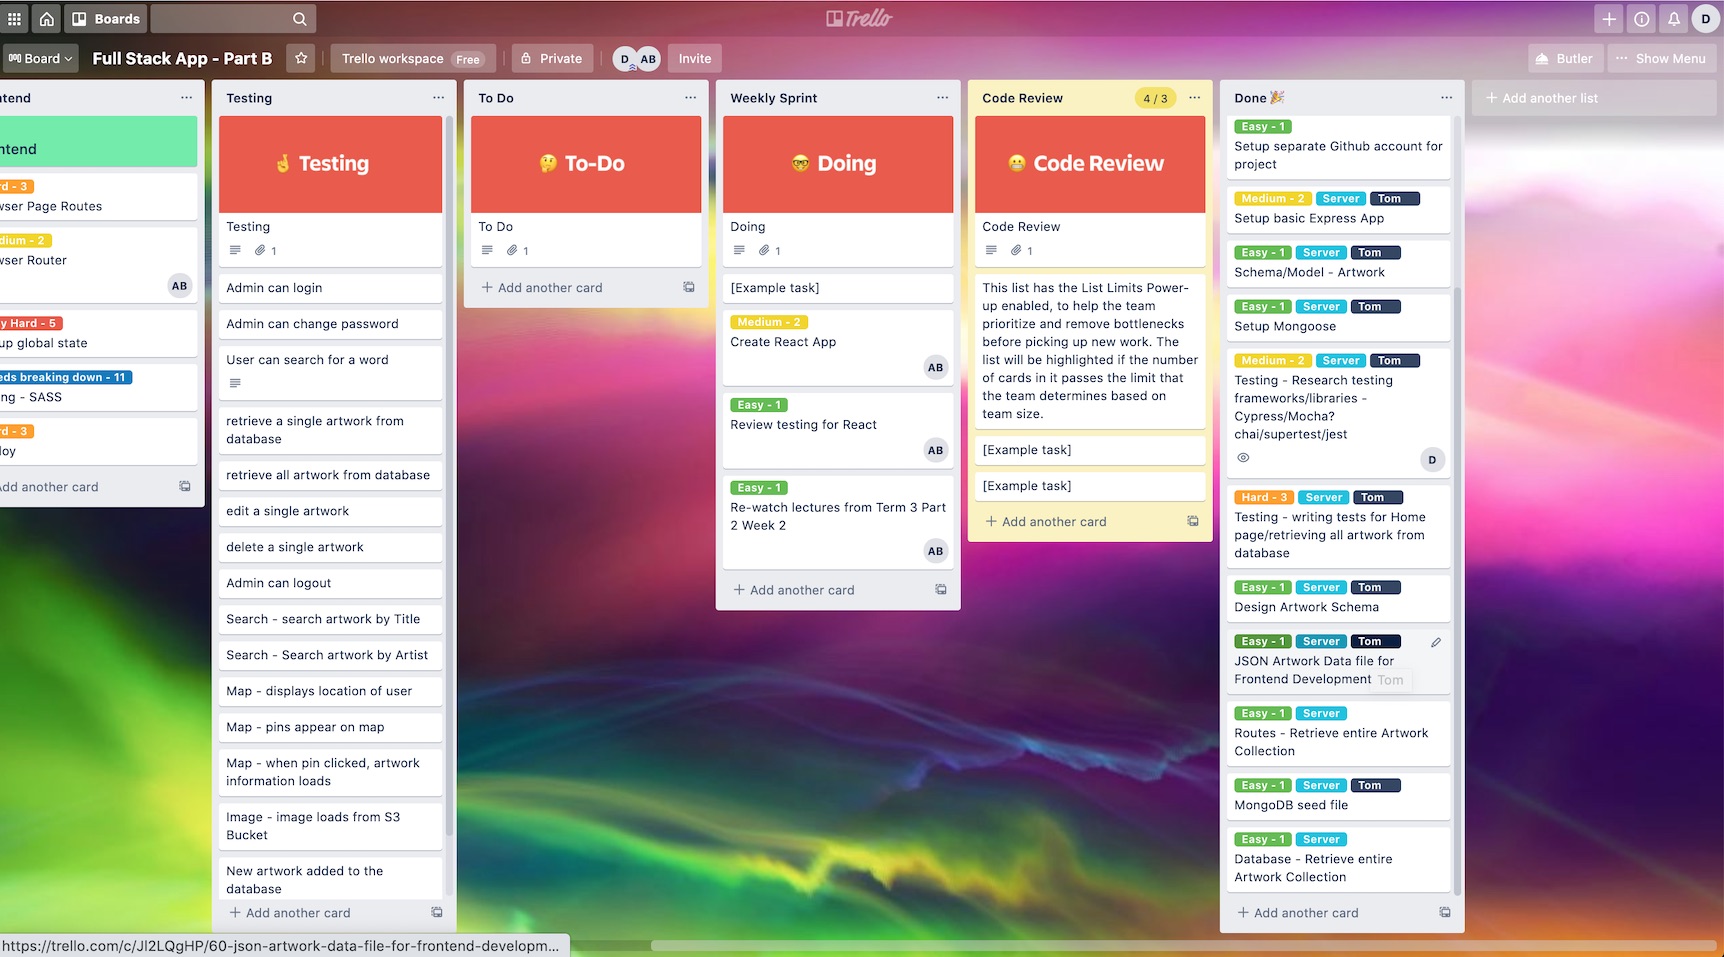 Boards
Trello
D
Board
Full Stack App - Part B
Trello workspace Free
Private
D AB
Invite
Butler
Show Menu
ntend
ntend
rd - 3
wser Page Routes
dium - 2
wser Router
AB
y Hard - 5
up global state
eds breaking down - 11
ng - SASS
rd - 3
loy
Add another card
Testing
🤞 Testing
Testing
1
Admin can login
Admin can change password
User can search for a word
retrieve a single artwork from
database
retrieve all artwork from database
edit a single artwork
delete a single artwork
Admin can logout
Search - search artwork by Title
Search - Search artwork by Artist
Map - displays location of user
Map - pins appear on map
Map - when pin clicked, artwork
information loads
Image - image loads from S3
Bucket
New artwork added to the
database
+ Add another card
To Do
🤔 To-Do
To Do
1
+ Add another card
Weekly Sprint
🤓 Doing
Doing
1
[Example task]
Medium - 2
Create React App
AB
Easy - 1
Review testing for React
AB
Easy - 1
Re-watch lectures from Term 3 Part
2 Week 2
AB
+ Add another card
Code Review 4 / 3
😬 Code Review
Code Review
1
This list has the List Limits Power-
up enabled, to help the team
prioritize and remove bottlenecks
before picking up new work. The
list will be highlighted if the number
of cards in it passes the limit that
the team determines based on
team size.
[Example task]
[Example task]
+ Add another card
Done 🎉
Easy - 1
Setup separate Github account for
project
Medium - 2 Server Tom
Setup basic Express App
Easy - 1 Server Tom
Schema/Model - Artwork
Easy - 1 Server Tom
Setup Mongoose
Medium - 2 Server Tom
Testing - Research testing
frameworks/libraries -
Cypress/Mocha?
chai/supertest/jest
D
Hard - 3 Server Tom
Testing - writing tests for Home
page/retrieving all artwork from
database
Easy - 1 Server Tom
Design Artwork Schema
Easy - 1 Server Tom
JSON Artwork Data file for
Frontend Development
Tom
Easy - 1 Server
Routes - Retrieve entire Artwork
Collection
Easy - 1 Server Tom
MongoDB seed file
Easy - 1 Server
Database - Retrieve entire
Artwork Collection
+ Add another card
+ Add another list
https://trello.com/c/Jl2LQgHP/60-json-artwork-data-file-for-frontend-developm...